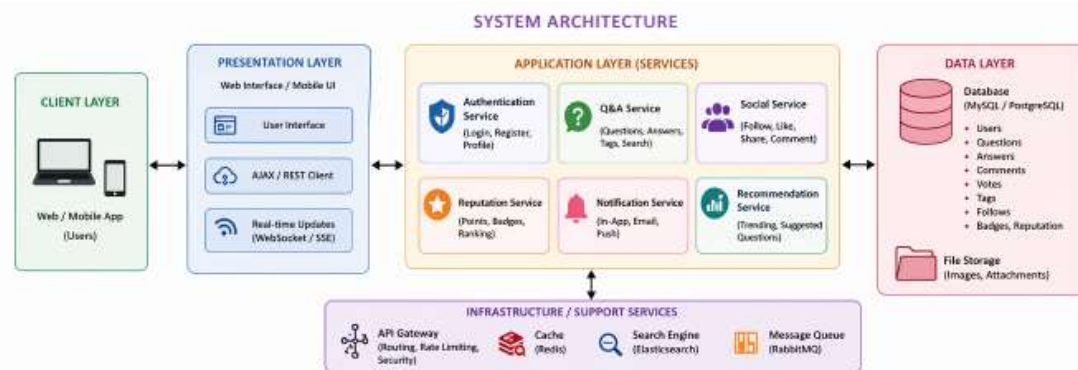 SYSTEM ARCHITECTURE
CLIENT LAYER
Web / Mobile App
(Users)
PRESENTATION LAYER
Web Interface / Mobile UI
User Interface
AJAX / REST Client
Real-time Updates
(WebSocket / SSE)
APPLICATION LAYER (SERVICES)
Authentication
Service
(Login, Register,
Profile)
Q&A Service
(Questions, Answers,
Tags, Search)
Social Service
(Follow, Like,
Share, Comment)
Reputation Service
(Points, Badges,
Ranking)
Notification Service
(In-App, Email,
Push)
Recommendation
Service
(Trending, Suggested
Questions)
DATA LAYER
Database
(MySQL / PostgreSQL)
• Users
• Questions
• Answers
• Comments
• Votes
• Tags
• Follows
• Badges, Reputation
File Storage
(Images, Attachments)
INFRASTRUCTURE / SUPPORT SERVICES
API Gateway
(Routing, Rate Limiting,
Security)
Cache
(Redis)
Search Engine
(Elasticsearch)
Message Queue
(RabbitMQ)